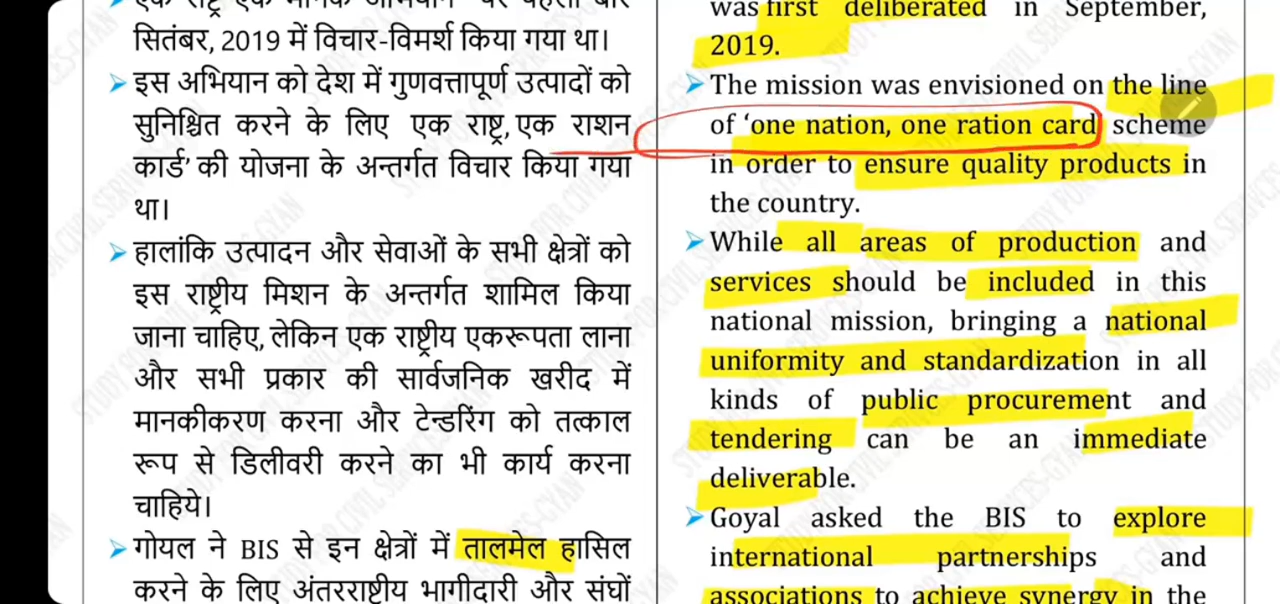 एक राष्ट्र एक मानक अभियान" पर पहली बार
सितंबर, 2019 में विचार-विमर्श किया गया था।
➤ इस अभियान को देश में गुणवत्तापूर्ण उत्पादों को
सुनिश्चित करने के लिए एक राष्ट्र, एक राशन
कार्ड' की योजना के अन्तर्गत विचार किया गया
था।
➤ हालांकि उत्पादन और सेवाओं के सभी क्षेत्रों को
इस राष्ट्रीय मिशन के अन्तर्गत शामिल किया
जाना चाहिए, लेकिन एक राष्ट्रीय एकरूपता लाना
और सभी प्रकार की सार्वजनिक खरीद में
मानकीकरण करना और टेन्डरिंग को तत्काल
रूप से डिलीवरी करने का भी कार्य करना
चाहिये।
➤ गोयल ने BIS से इन क्षेत्रों में तालमेल हासिल
करने के लिए अंतरराष्ट्रीय भागीदारी और संघों
was first deliberated in September,
2019.
➤ The mission was envisioned on the line
of 'one nation, one ration card scheme
in order to ensure quality products in
the country.
➤ While all areas of production and
services should be included in this
national mission, bringing a national
uniformity and standardization in all
kinds of public procurement and
tendering can be an immediate
deliverable.
➤ Goyal asked the BIS to explore
international partnerships and
associations to achieve synergy in the